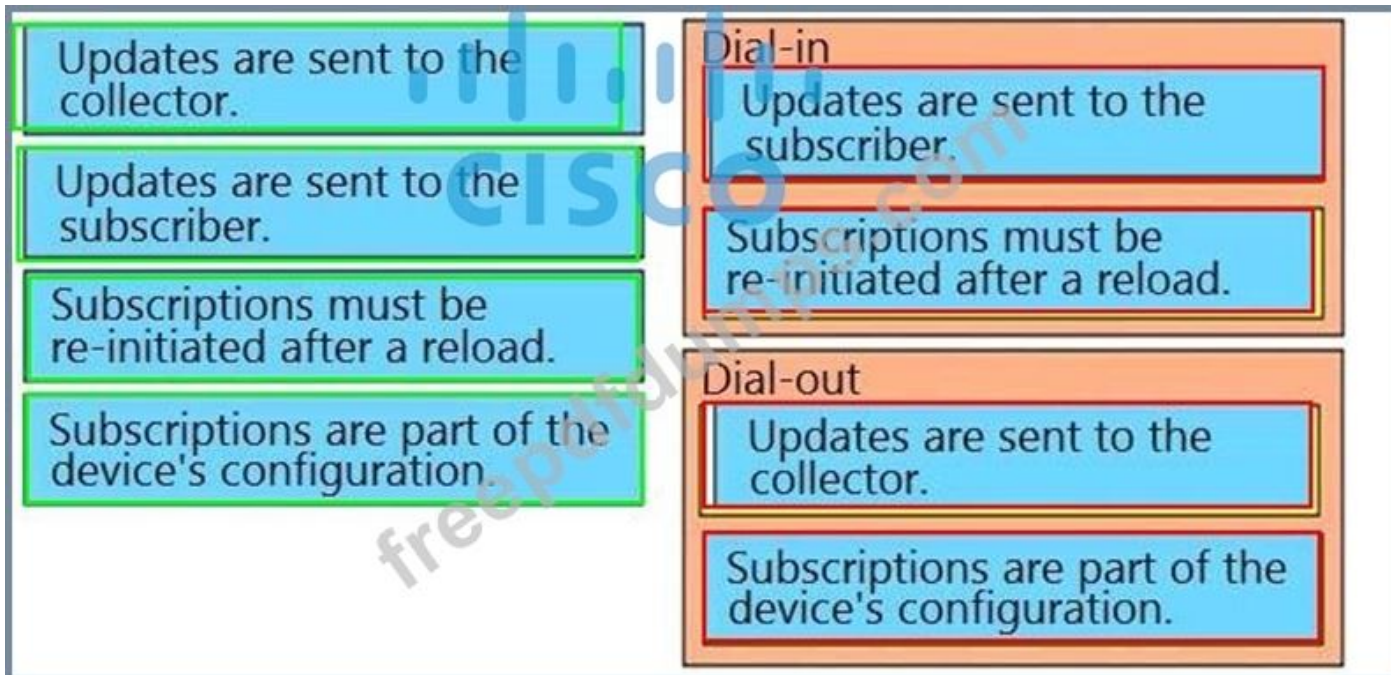 Updates are sent to the
collector.
Updates are sent to the
subscriber.
Subscriptions must be
re-initiated after a reload.
Subscriptions are part of the
device's configuration.
Dial-in
Updates are sent to the
subscriber.
Subscriptions must be
re-initiated after a reload.
Dial-out
Updates are sent to the
collector.
Subscriptions are part of the
device's configuration.
CISCO
freepdfdumps.com